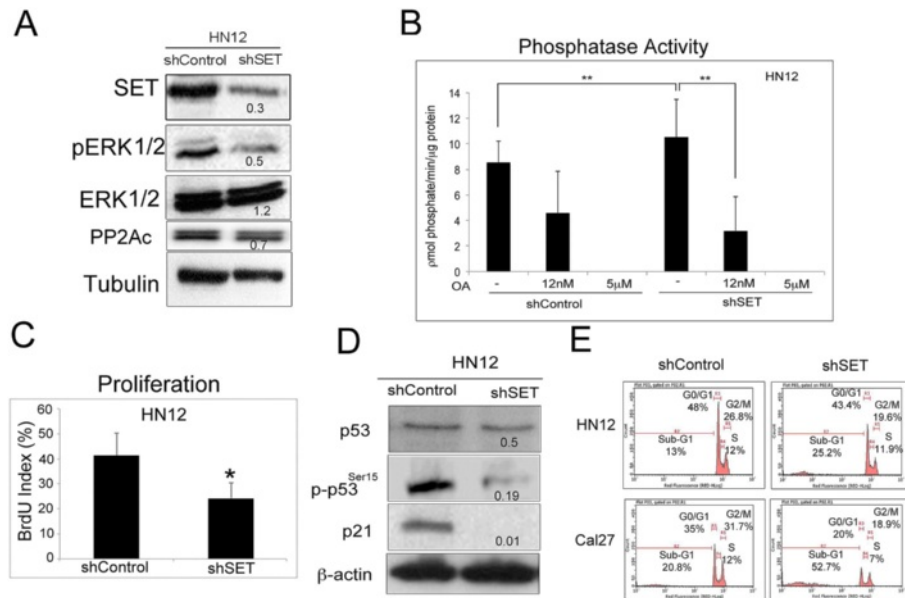 A
HN12
shControl shSET
SET
0.3
pERK1/2
0.5
ERK1/2
1.2
PP2Ac
0.7
Tubulin
B
Phosphatase Activity
HN12
** **
ρmol phosphate/min/µg protein
16
14
12
10
8
6
4
2
0
OA - 12nM 5µM - 12nM 5µM
shControl shSET
C
Proliferation
HN12
BrdU Index (%)
60
50
40
30
20
10
0
*
shControl shSET
D
HN12
shControl shSET
p53
0.5
p-p53 Ser15
0.19
p21
0.01
β-actin
E
shControl shSET
HN12
G0/G1
48%
G2/M
26.8%
Sub-G1
13%
S
12%
G0/G1
43.4%
G2/M
19.6%
Sub-G1
25.2%
S
11.9%
Cal27
G0/G1
35%
G2/M
31.7%
Sub-G1
20.8%
S
12%
G0/G1
20%
G2/M
18.9%
Sub-G1
52.7%
S
7%